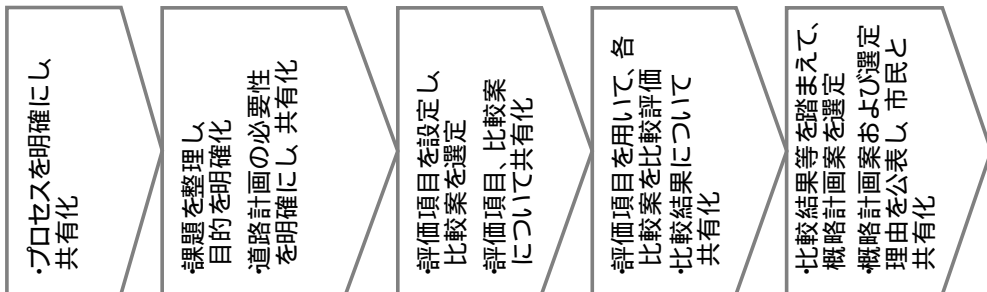 ・プロセスを明確にし、
共有化
・課題を整理し、
目的を明確化
・道路計画の必要性
を明確にし、共有化
・評価項目を設定し、
比較案を選定
・評価項目、比較案
について共有化
・評価項目を用いて、各
比較案を比較評価
・比較結果について
共有化
・比較結果等を踏まえて、
概略計画案を選定
・概略計画案および選定
理由を公表し、市民と
共有化